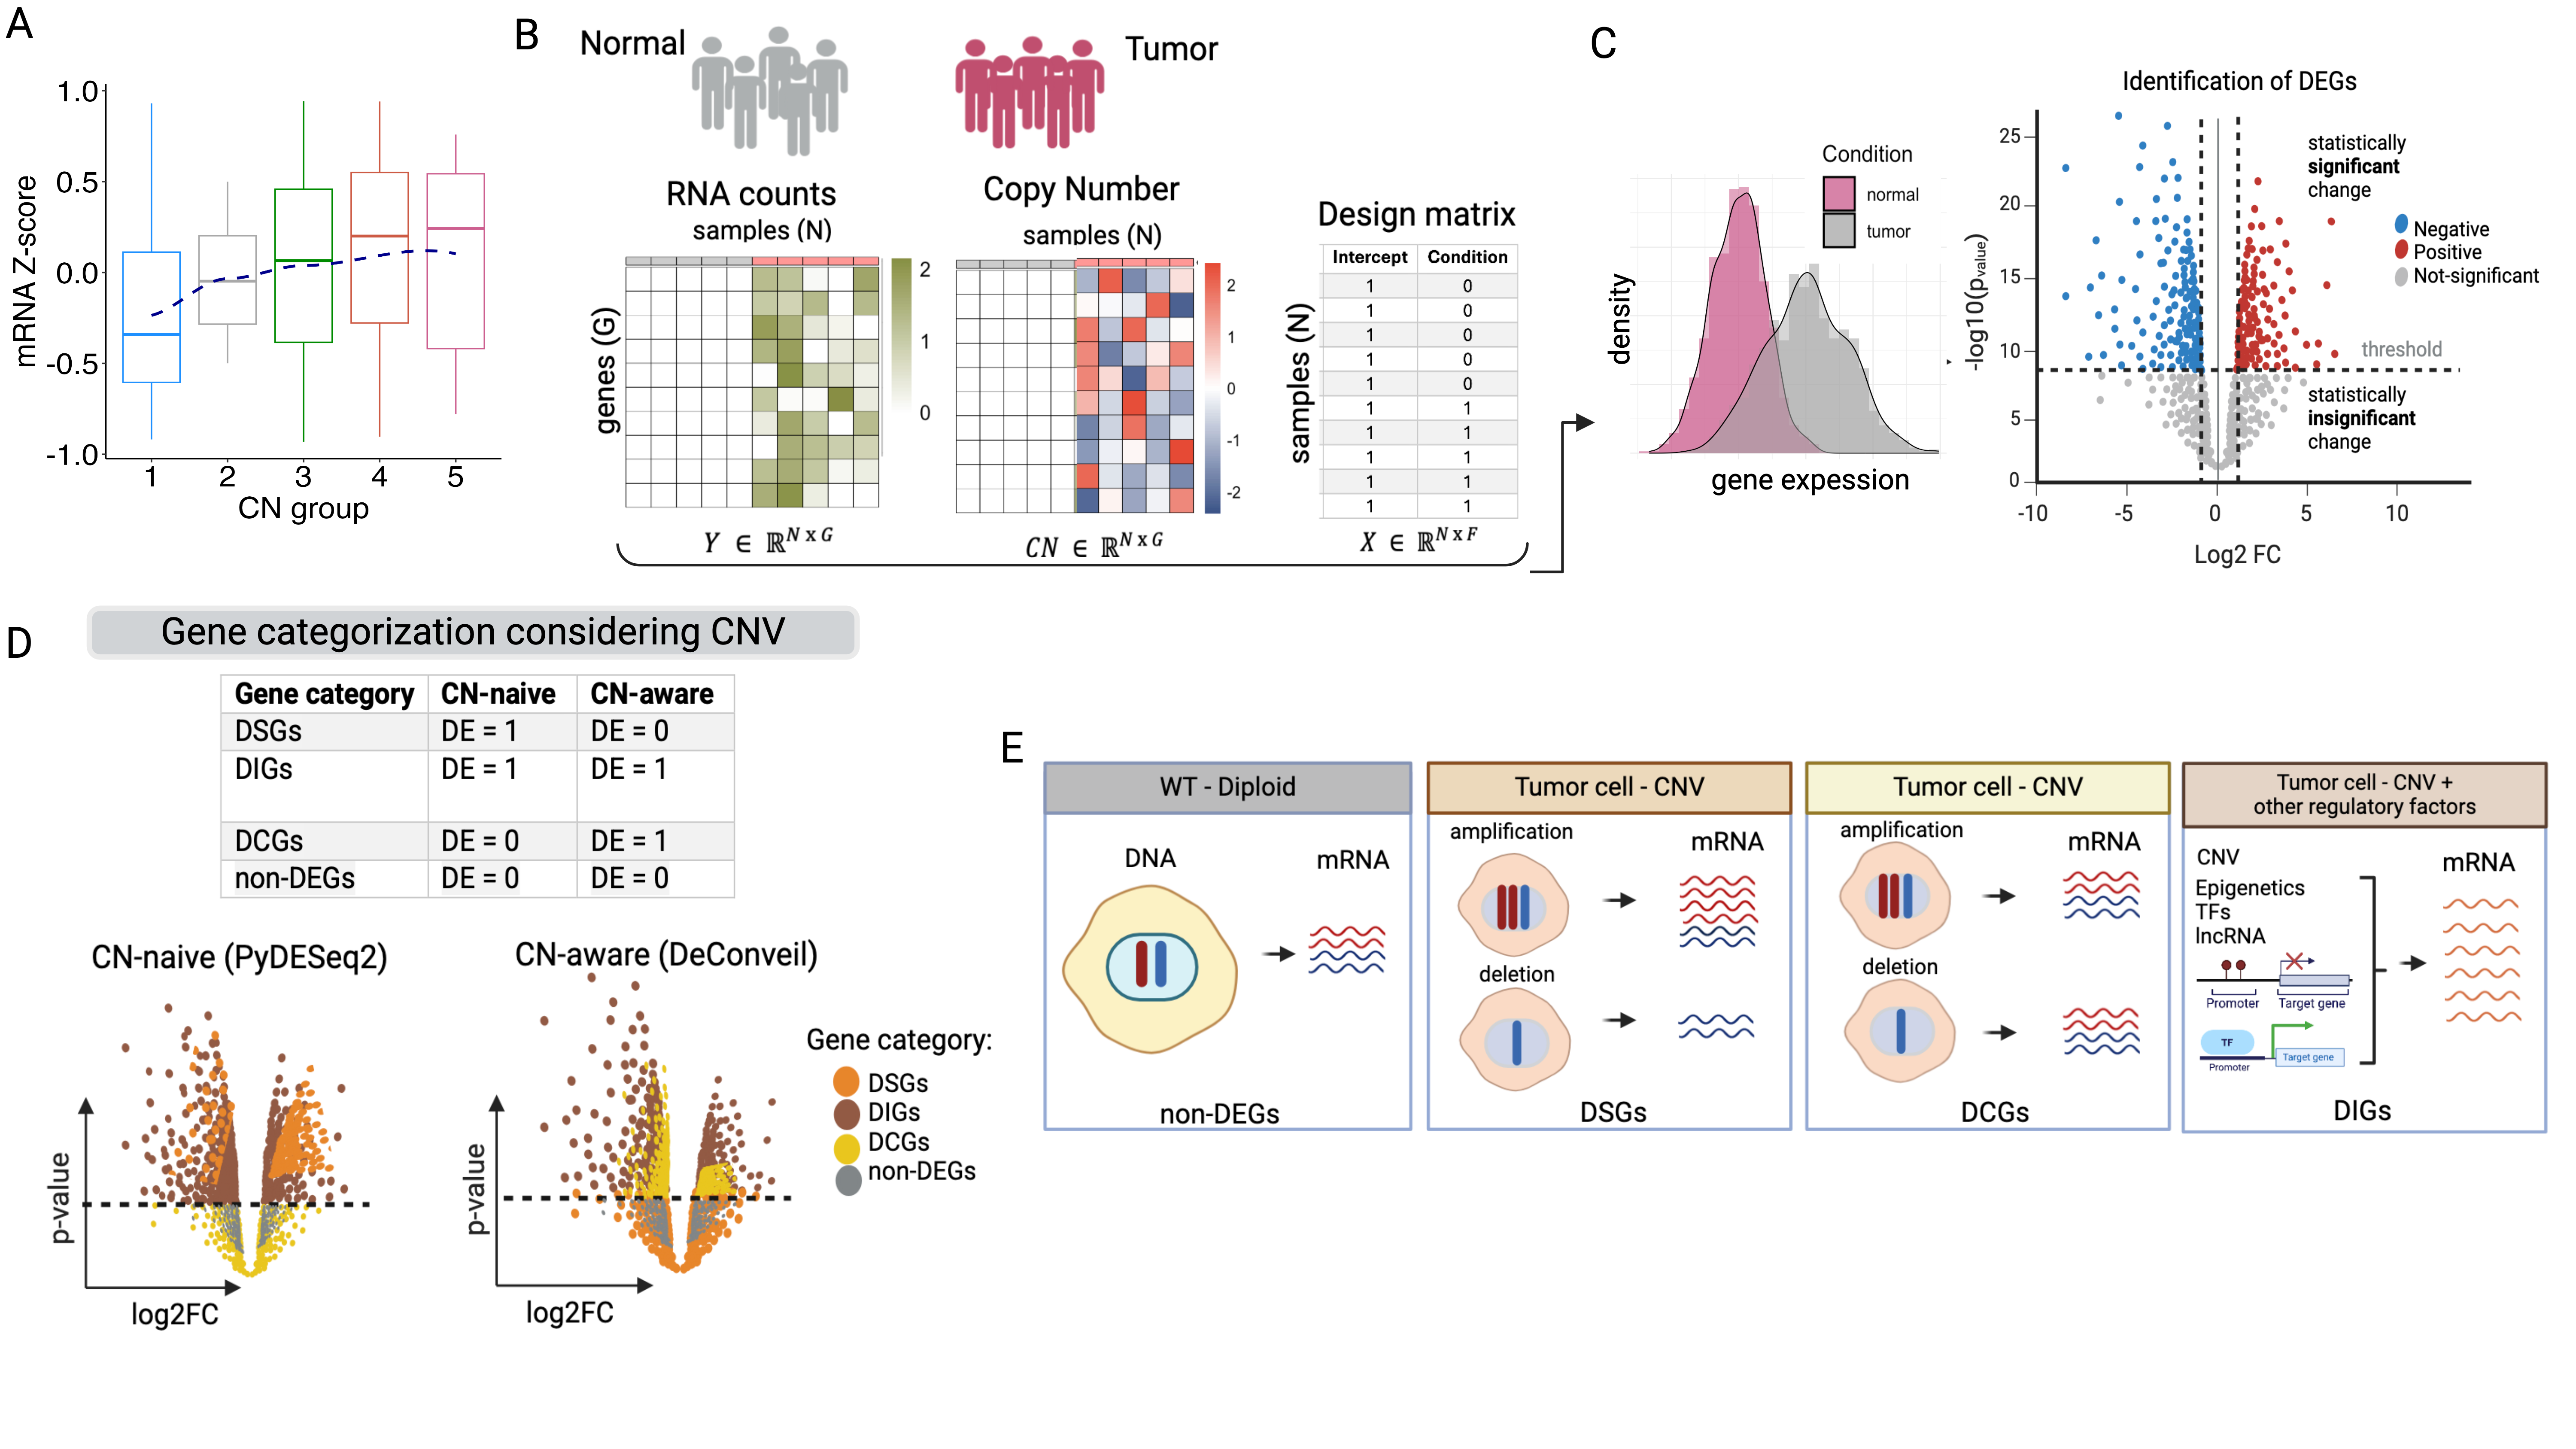 A
1.0
0.5
0.0
-0.5
-1.0
mRNA Z-score
1 2 3 4 5
CN group
B
Normal
Tumor
RNA counts
samples (N)
genes (G)
2
1
0
Y ∈ ℝ^{N x G}
Copy Number
samples (N)
2
1
0
-1
-2
CN ∈ ℝ^{N x G}
Design matrix
samples (N)
Intercept Condition
1 0
1 0
1 0
1 0
1 0
1 1
1 1
1 1
1 1
1 1
X ∈ ℝ^{N x F}
C
Condition
normal
tumor
density
gene expession
Identification of DEGs
25
20
15
10
5
0
-log10(p_{value})
-10 -5 0 5 10
Log2 FC
statistically
significant
change
Negative
Positive
Not-significant
threshold
statistically
insignificant
change
D
Gene categorization considering CNV
Gene category CN-naive CN-aware
DSGs DE = 1 DE = 0
DIGs DE = 1 DE = 1
DCGs DE = 0 DE = 1
non-DEGs DE = 0 DE = 0
CN-naive (PyDESeq2)
p-value
log2FC
CN-aware (DeConveil)
p-value
log2FC
Gene category:
DSGs
DIGs
DCGs
non-DEGs
E
WT - Diploid
DNA
mRNA
non-DEGs
Tumor cell - CNV
amplification
mRNA
deletion
DSGs
Tumor cell - CNV
amplification
mRNA
deletion
DCGs
Tumor cell - CNV +
other regulatory factors
CNV
Epigenetics
TFs
lncRNA
mRNA
Promoter
Target gene
TF
Target gene
Promoter
DIGs